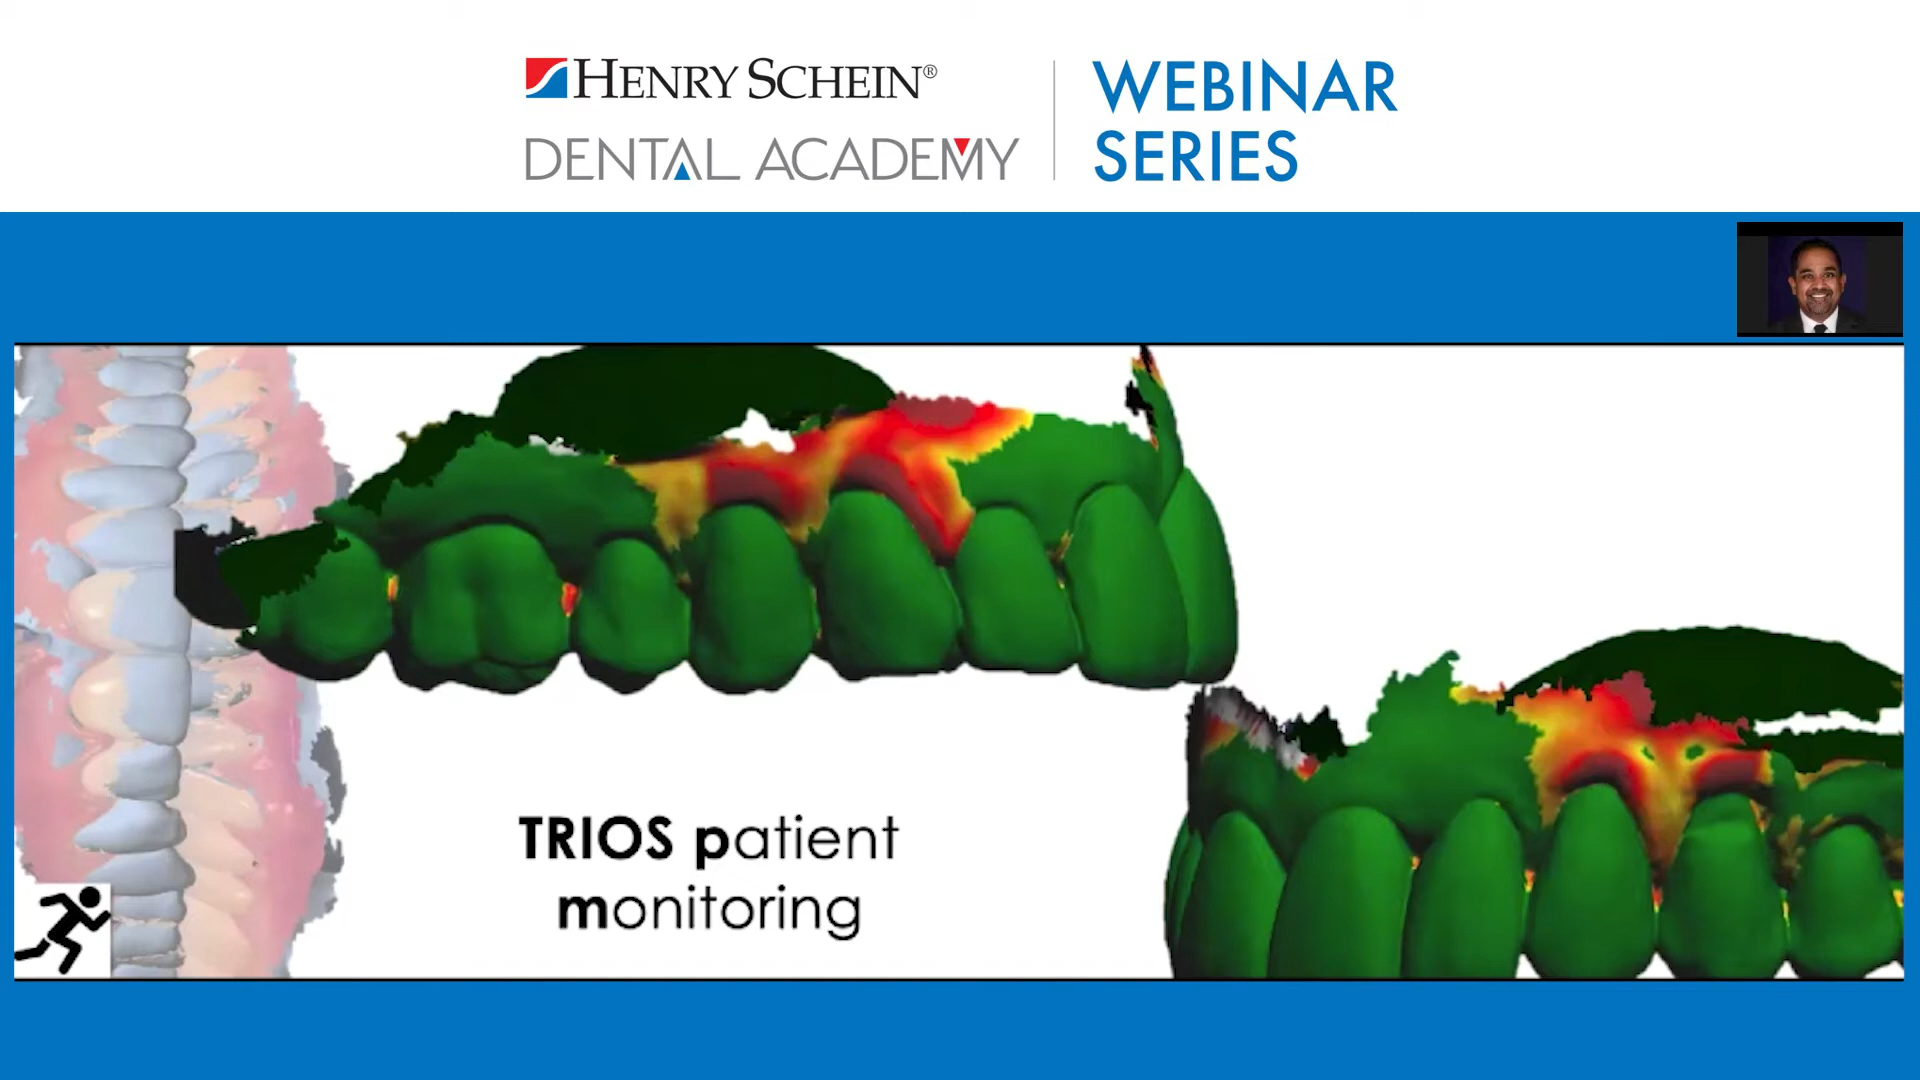 HENRY SCHEIN®
DENTAL ACADEMY
WEBINAR
SERIES
TRIOS patient
monitoring